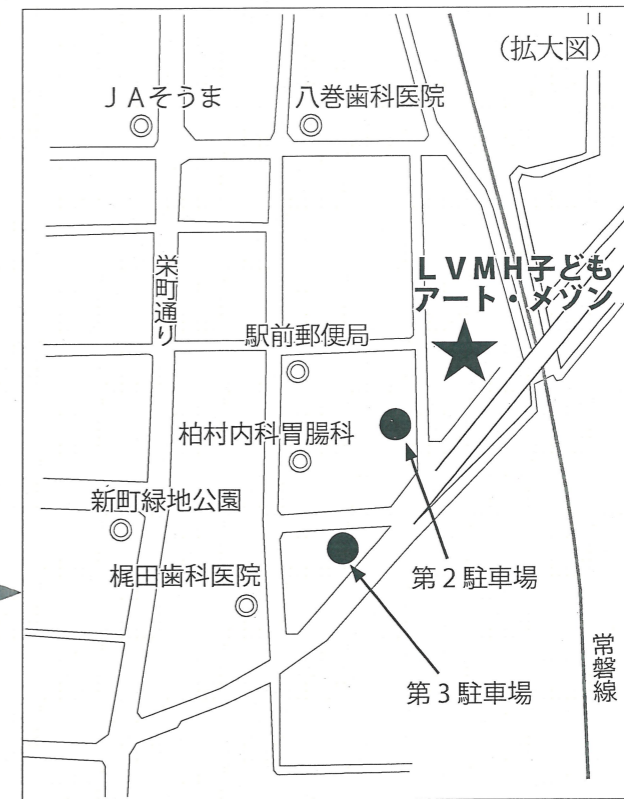 (拡大図)
JAそうま
八巻歯科医院
LVMH子ども
アート・メゾン
栄町通り
駅前郵便局
柏村内科胃腸科
新町緑地公園
梶田歯科医院
第2駐車場
第3駐車場
常磐線